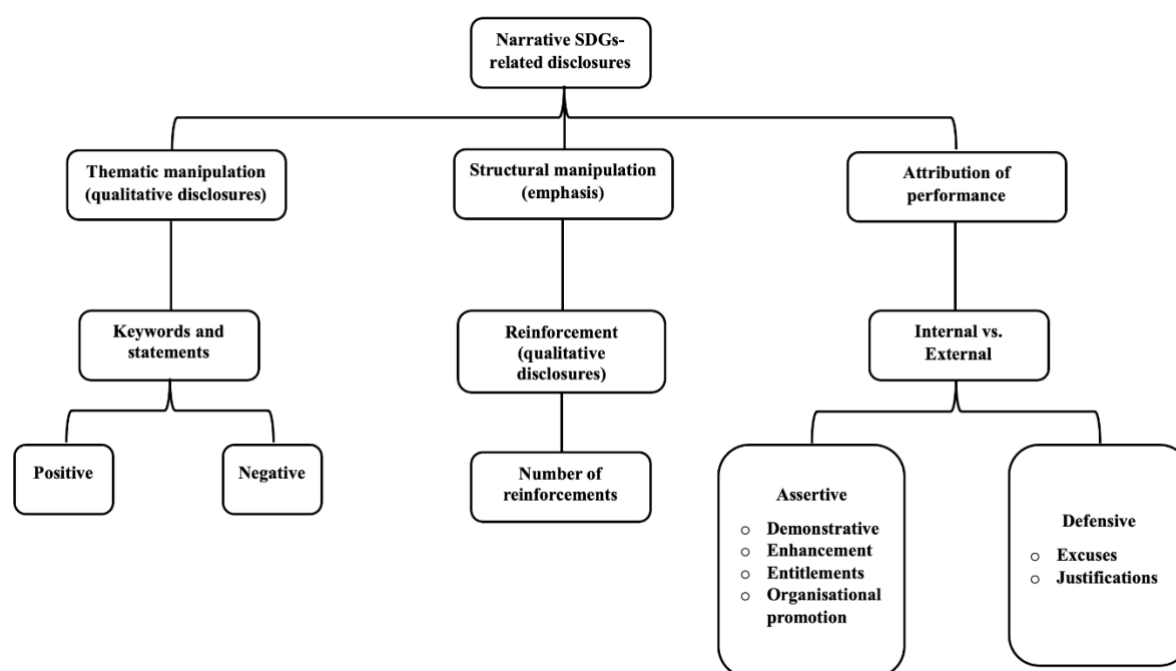 Narrative SDGs-
related disclosures
Thematic manipulation
(qualitative disclosures)
Structural manipulation
(emphasis)
Attribution of
performance
Keywords and
statements
Reinforcement
(qualitative
disclosures)
Internal vs.
External
Positive
Negative
Number of
reinforcements
Assertive
o Demonstrative
o Enhancement
o Entitlements
o Organisational
promotion
Defensive
o Excuses
o Justifications